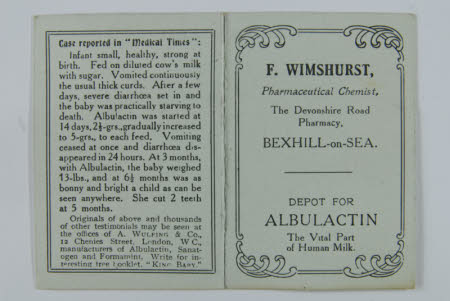 Case reported in "Medical Times":
Infant small, healthy, strong at
birth. Fed on diluted cow's milk
with sugar. Vomited continuously
the usual thick curds. After a few
days, severe diarrhœa set in and
the baby was practically starving to
death. Albulactin was started at
14 days, 2½-grs., gradually increased
to 5-grs., to each feed. Vomiting
ceased at once and diarrhœa dis-
appeared in 24 hours. At 3 months,
with Albulactin, the baby weighed
13-lbs., and at 6½ months was as
bonny and bright a child as can be
seen anywhere. She cut 2 teeth
at 5 months.
Originals of above and thousands
of other testimonials may be seen at
the offices of A. WULFING & Co.,
12 Chenies Street, London, W.C.,
manufacturers of Albulactin, Sanat-
ogen and Formamint. Write for in-
teresting free booklet, "KING BABY."
F. WIMSHURST,
Pharmaceutical Chemist,
The Devonshire Road
Pharmacy,
BEXHILL-on-SEA.
DEPOT FOR
ALBULACTIN
The Vital Part
of Human Milk.